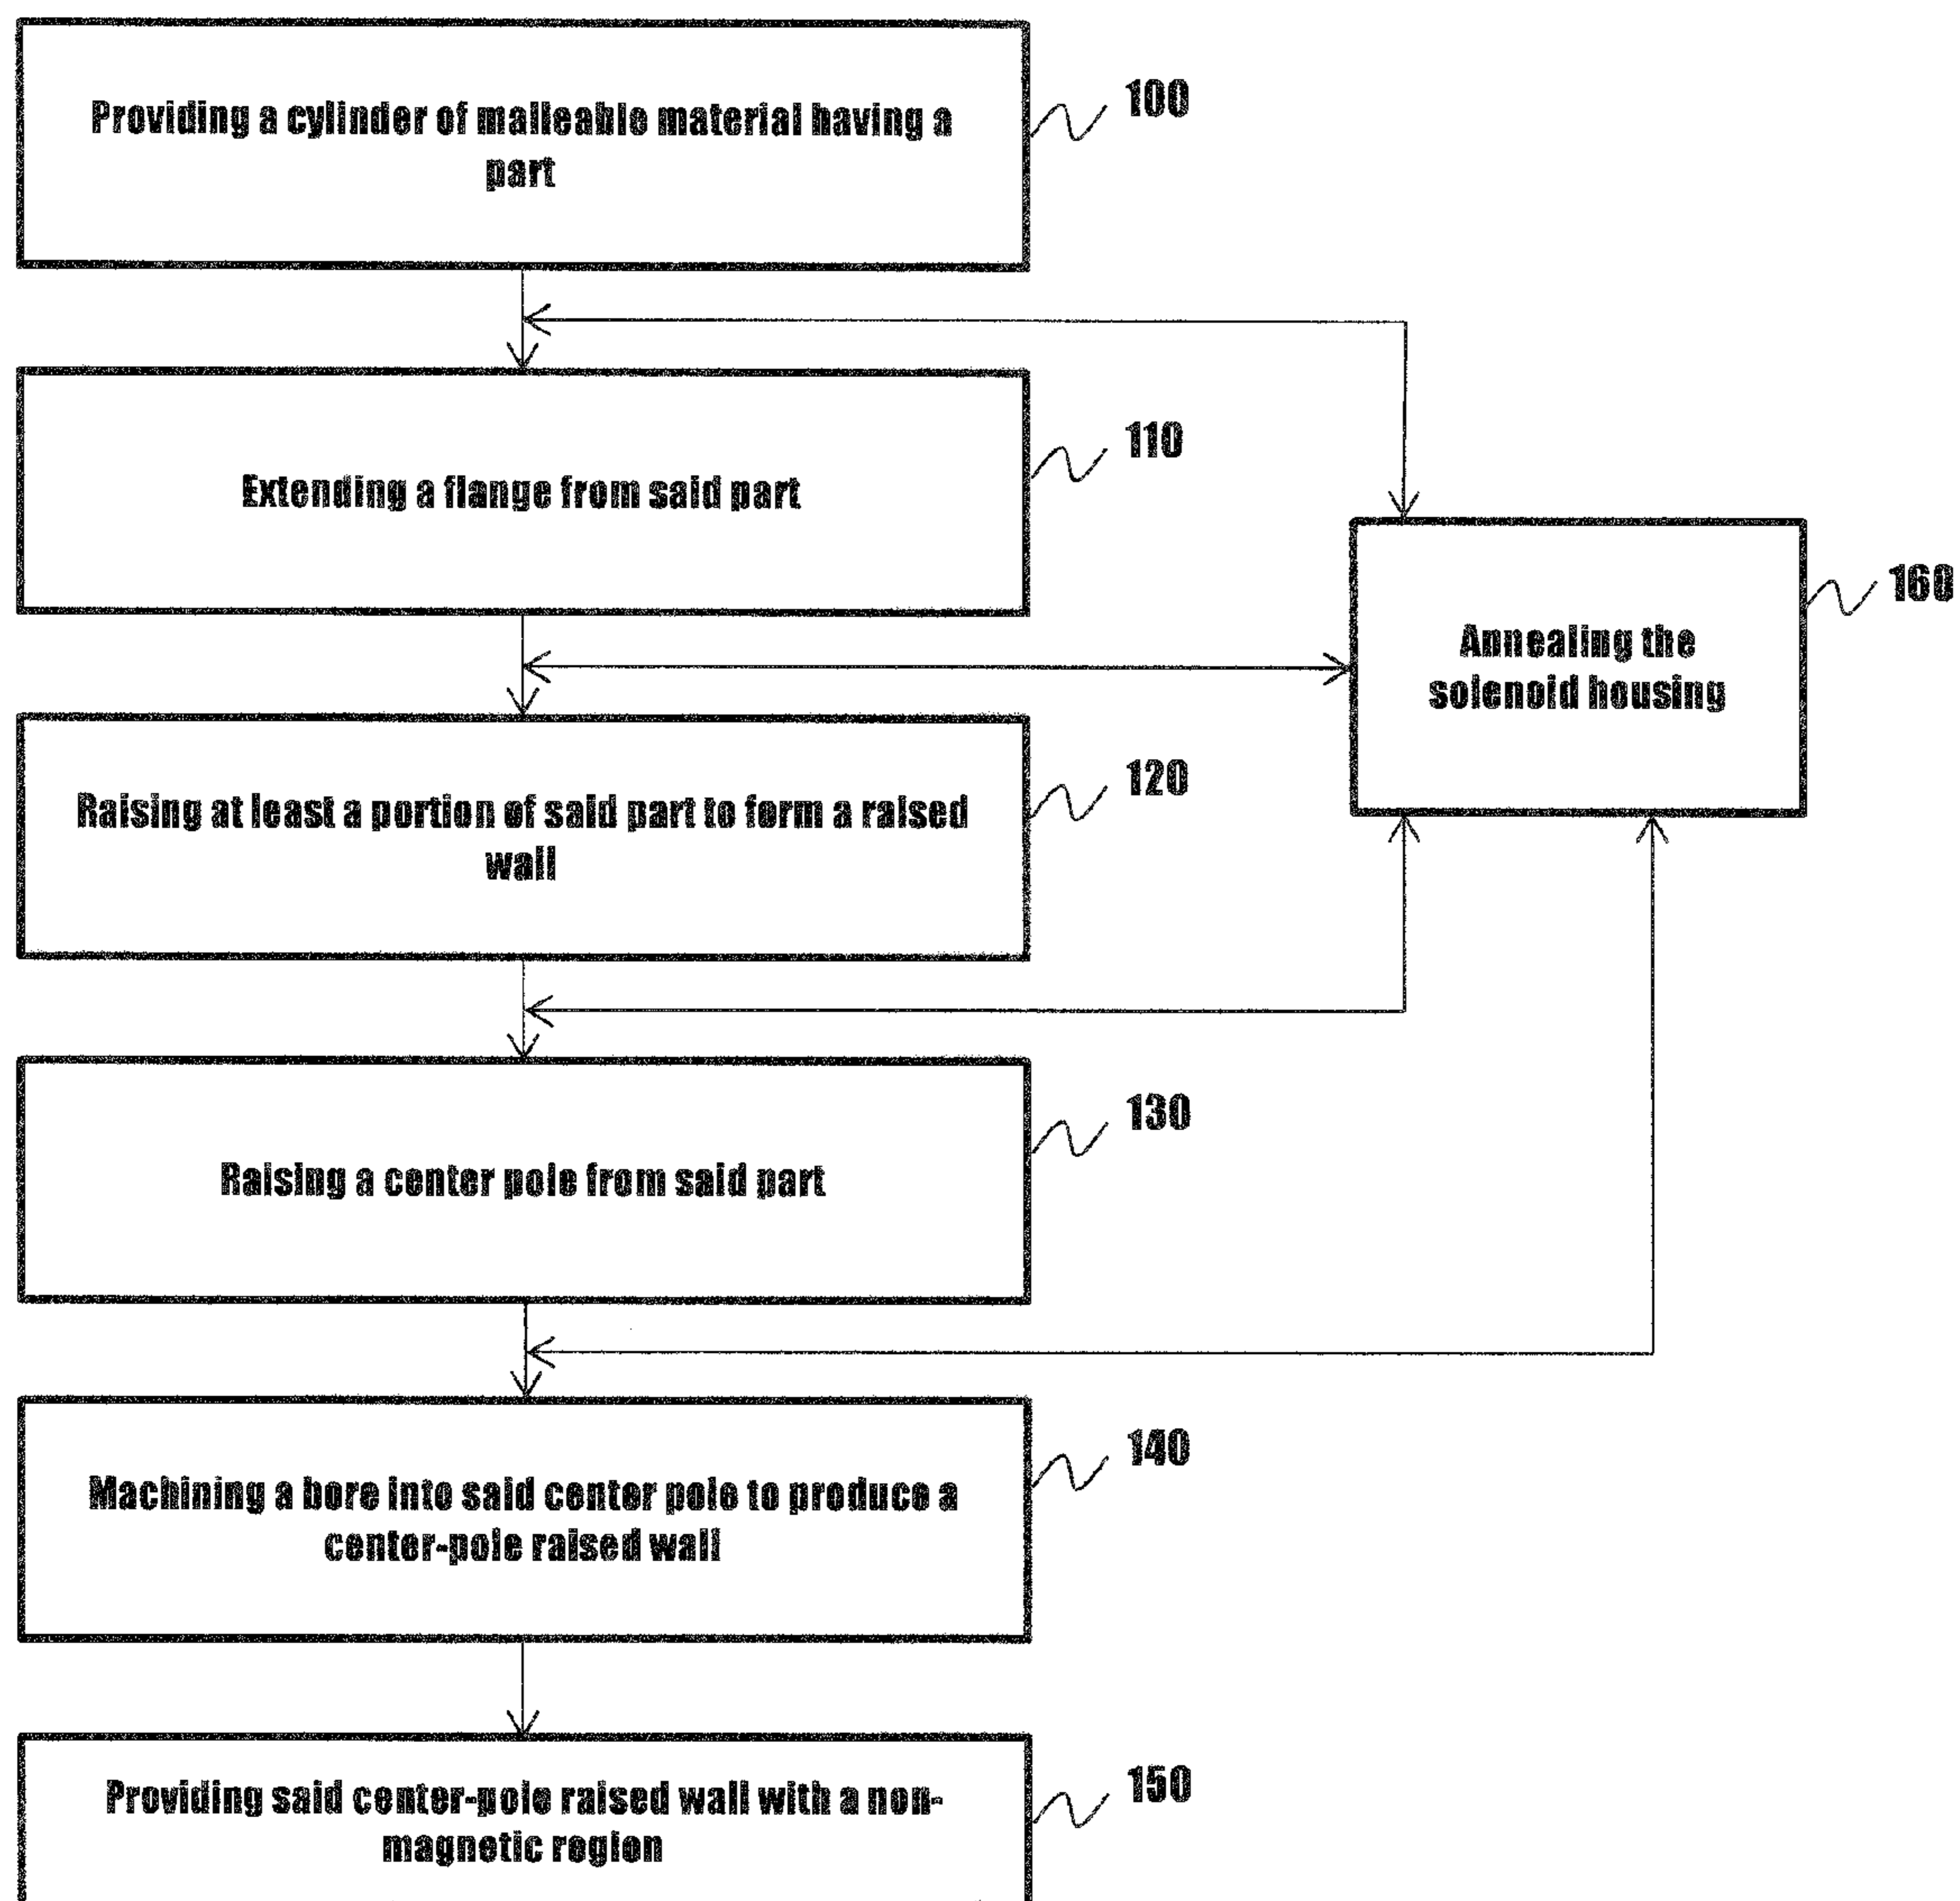 Providing a cylinder of malleable material having a
part
100
Extending a flange from said part
110
Annealing the
solenoid housing
160
Raising at least a portion of said part to form a raised
wall
120
Raising a center pole from said part
130
Machining a bore into said center pole to produce a
center-pole raised wall
140
Providing said center-pole raised wall with a non-
magnetic region
150